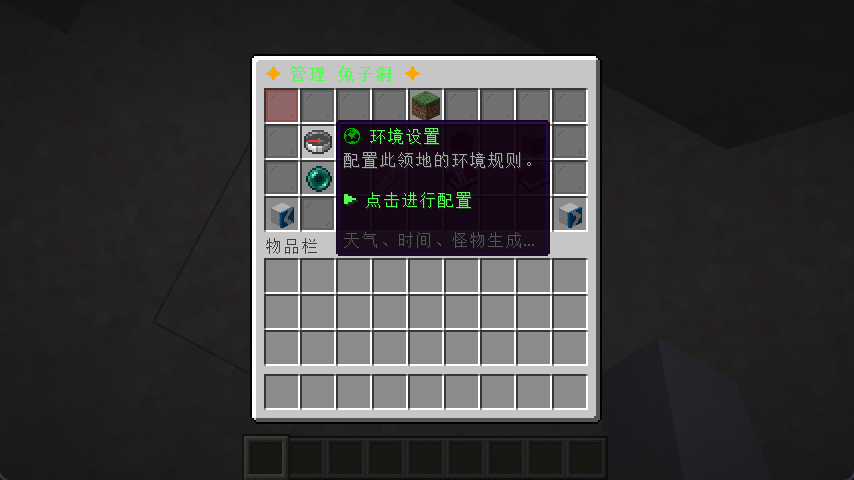 ✦ 管理 兔子洞 ✦
环境设置
配置此领地的环境规则。
点击进行配置
天气、时间、怪物生成...
物品栏